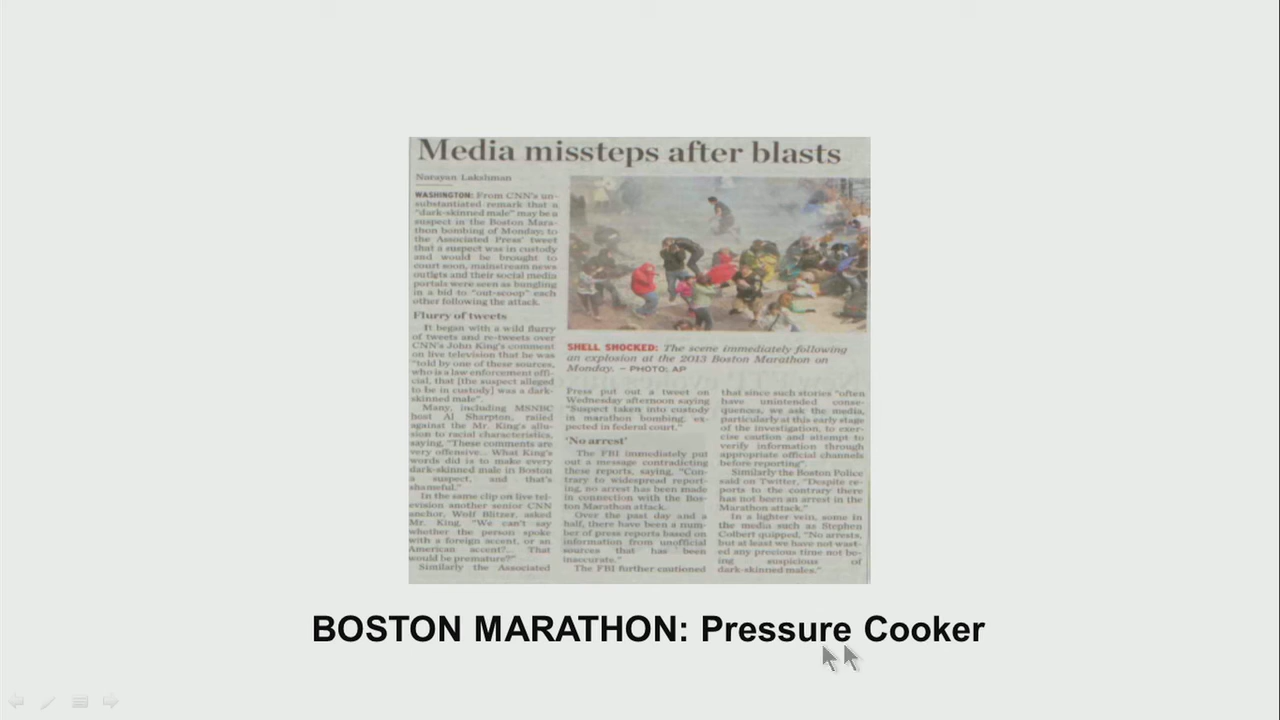 Media missteps after blasts
Narayan Lakshman
WASHINGTON: From CNN's un-
substantiated remark that a
"dark-skinned male" may be a
suspect in the Boston Mara-
thon bombing of Monday; to
the Associated Press' tweet
that a suspect was in custody
and would be brought to
court soon, mainstream news
outlets and their social media
portals were seen as bungling
in a bid to "out-scoop" each
other following the attack.
Flurry of tweets
It began with a wild flurry
of tweets and re-tweets over
CNN's John King's comment
on live television that he was
"told by one of these sources,
who is a law enforcement offi-
cial, that [the suspect alleged
to be in custody] was a dark-
skinned male".
Many, including MSNBC
host Al Sharpton, railed
against the Mr. King's allu-
sion to racial characteristics,
saying, "These comments are
very offensive... What King's
words did is to make every
dark-skinned male in Boston
a suspect, and that's
shameful."
In the same clip on live tel-
evision another senior CNN
anchor, Wolf Blitzer, asked
Mr. King, "We can't say
whether the person spoke
with a foreign accent, or an
American accent?... That
would be premature?"
Similarly the Associated
SHELL SHOCKED: The scene immediately following
an explosion at the 2013 Boston Marathon on
Monday. – PHOTO: AP
Press put out a tweet on
Wednesday afternoon saying
"Suspect taken into custody
in marathon bombing, ex-
pected in federal court."
'No arrest'
The FBI immediately put
out a message contradicting
these reports, saying, "Con-
trary to widespread report-
ing, no arrest has been made
in connection with the Bos-
ton Marathon attack.
Over the past day and a
half, there have been a num-
ber of press reports based on
information from unofficial
sources that has been
inaccurate."
The FBI further cautioned
that since such stories "often
have unintended conse-
quences, we ask the media,
particularly at this early stage
of the investigation, to exer-
cise caution and attempt to
verify information through
appropriate official channels
before reporting".
Similarly the Boston Police
said on Twitter, "Despite re-
ports to the contrary there
has not been an arrest in the
Marathon attack."
In a lighter vein, some in
the media such as Stephen
Colbert quipped, "No arrests,
but at least we have not wast-
ed any precious time not be-
ing suspicious of
dark-skinned males."
BOSTON MARATHON: Pressure Cooker